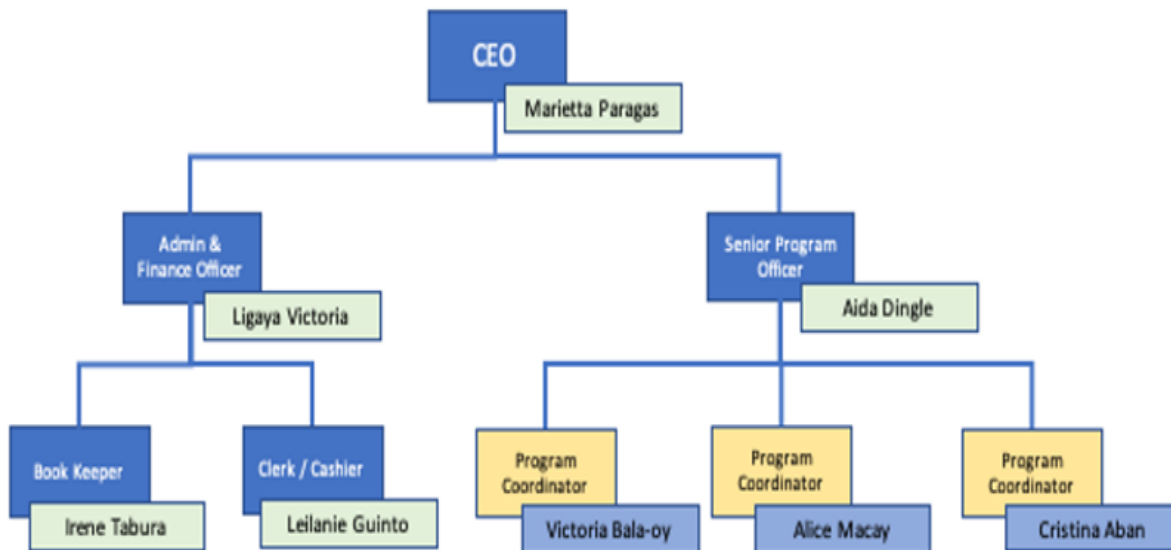 CEO
Marietta Paragas
Admin &
Finance Officer
Ligaya Victoria
Senior Program
Officer
Aida Dingle
Book Keeper
Irene Tabura
Clerk / Cashier
Leilanie Guinto
Program
Coordinator
Victoria Bala-oy
Program
Coordinator
Alice Macay
Program
Coordinator
Cristina Aban